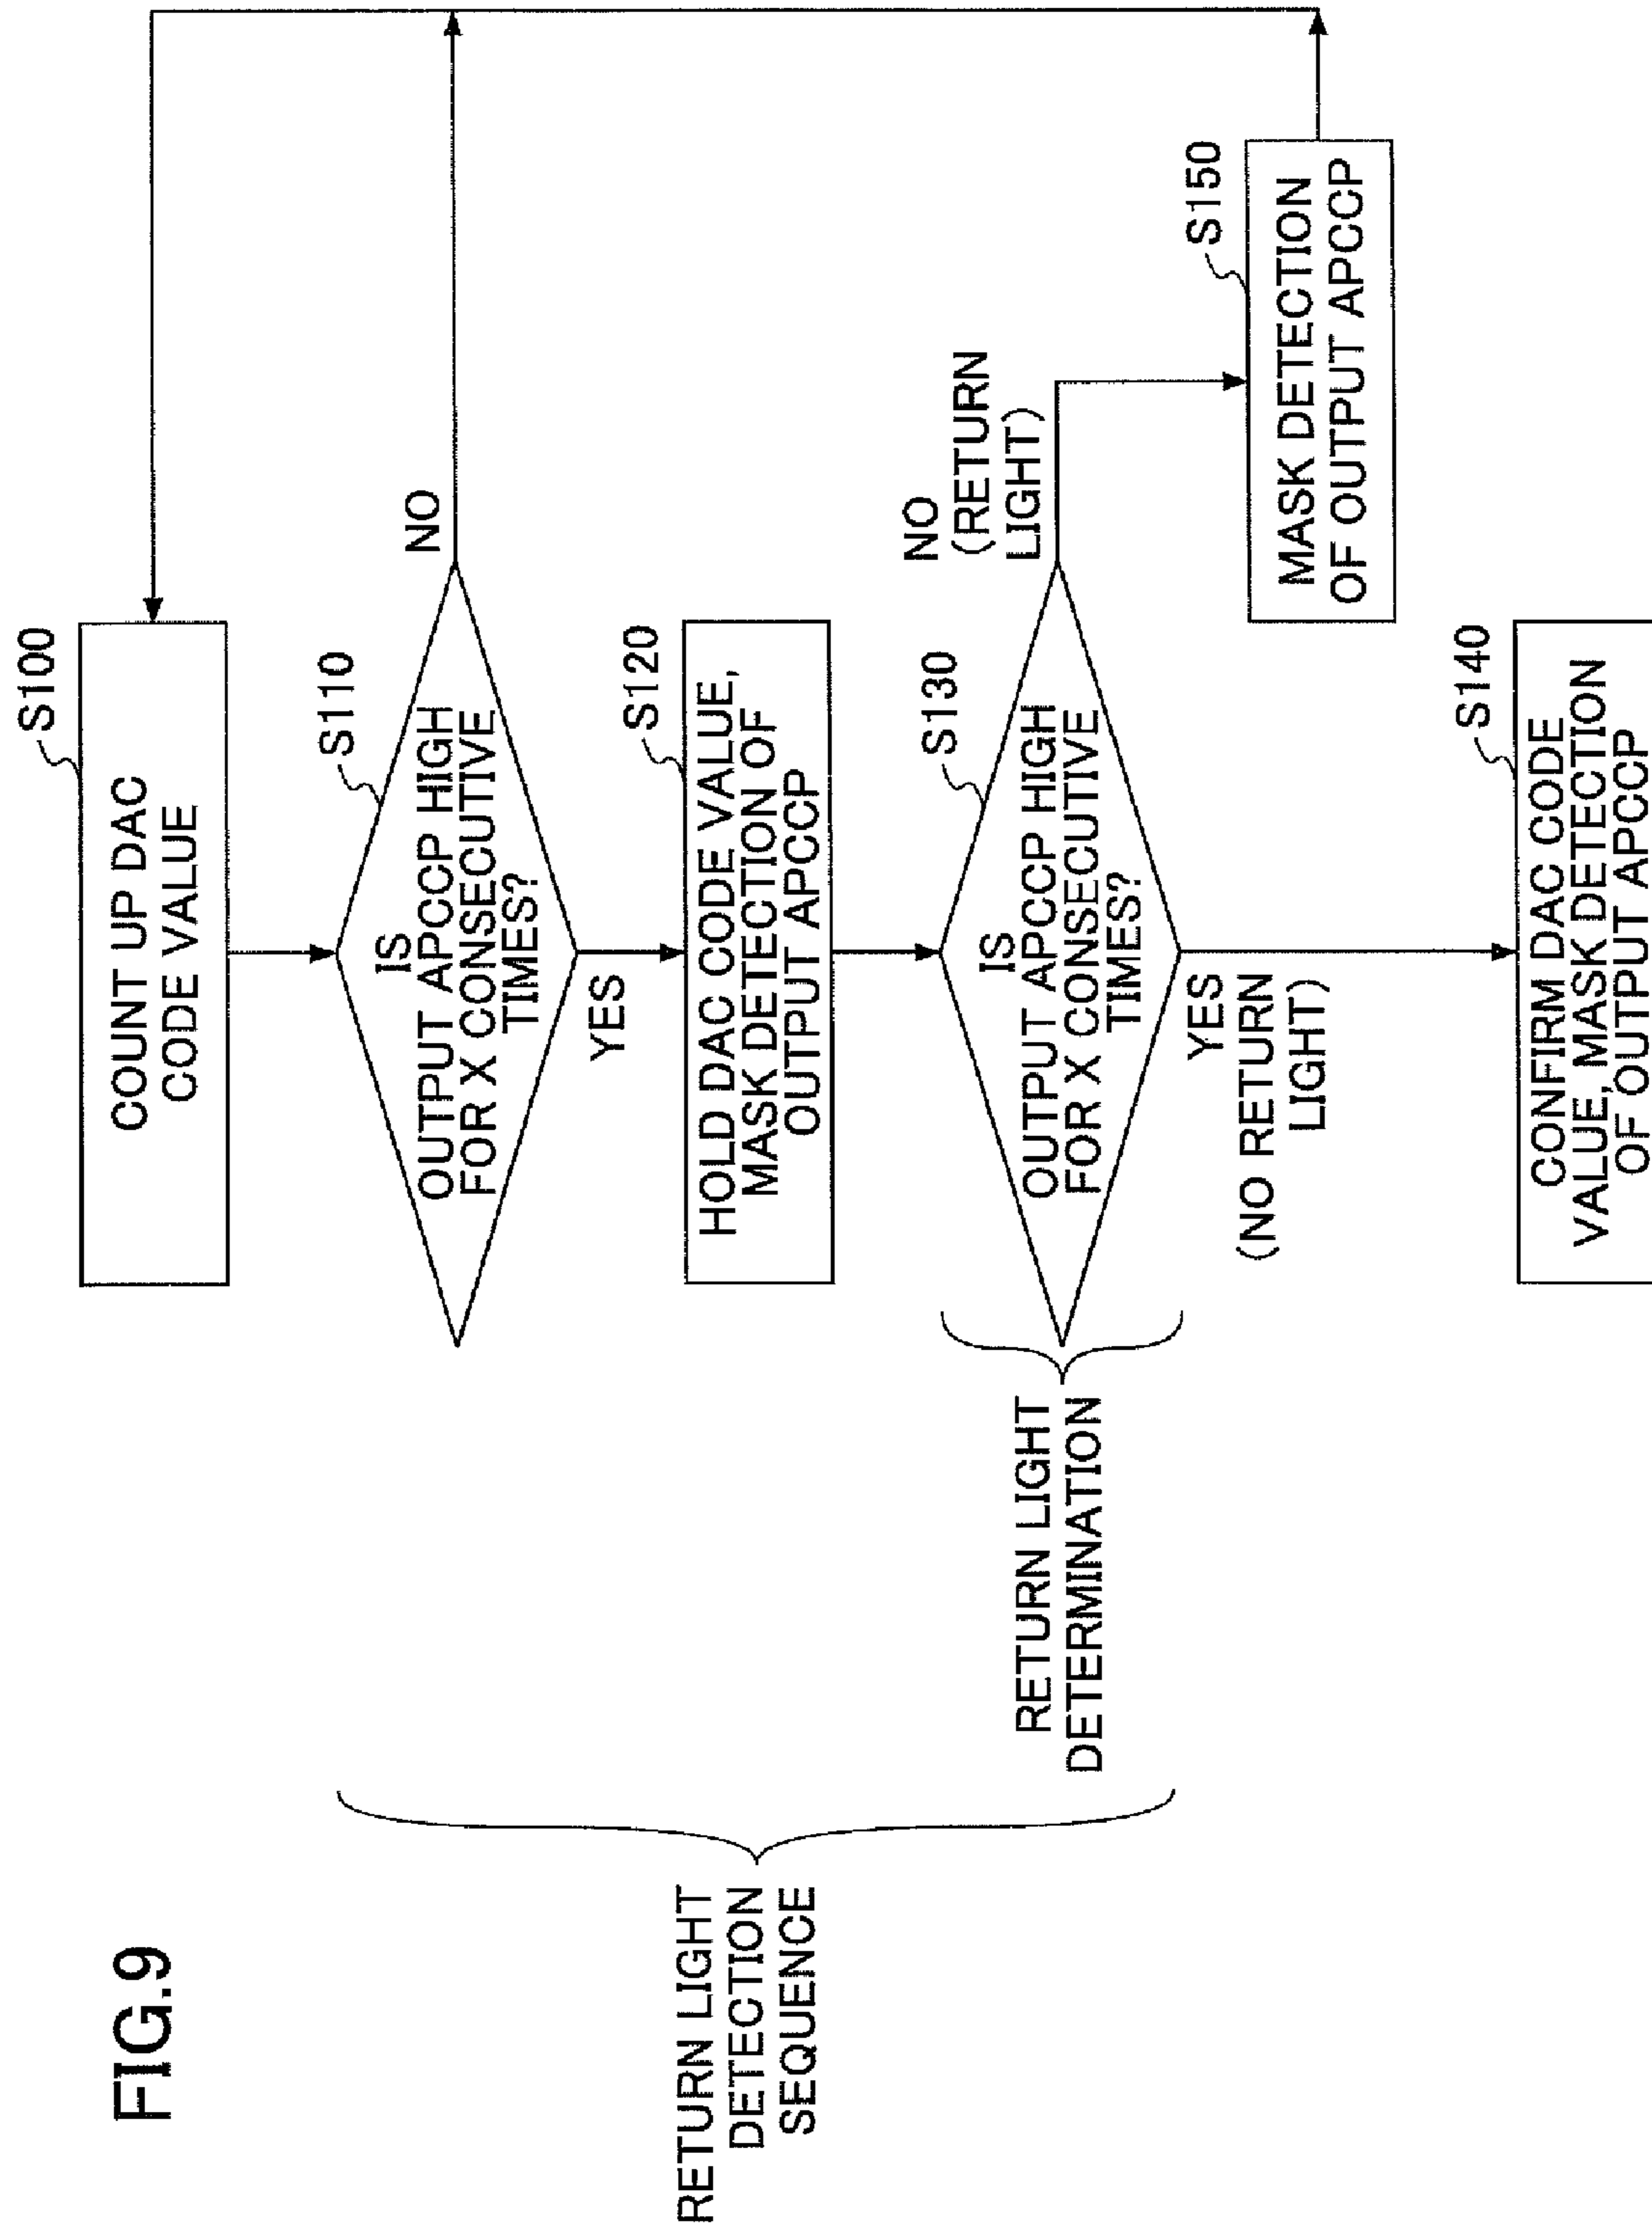 FIG.9
S100
COUNT UP DAC
CODE VALUE
S110
IS
OUTPUT APCCP HIGH
FOR X CONSECUTIVE
TIMES?
NO
YES
S120
HOLD DAC CODE VALUE,
MASK DETECTION OF
OUTPUT APCCP
RETURN LIGHT
DETECTION
SEQUENCE
S130
IS
OUTPUT APCCP HIGH
FOR X CONSECUTIVE
TIMES?
RETURN LIGHT
DETERMINATION
NO
(RETURN
LIGHT)
YES
(NO RETURN
LIGHT)
S150
MASK DETECTION
OF OUTPUT APCCP
S140
CONFIRM DAC CODE
VALUE, MASK DETECTION
OF OUTPUT APCCP